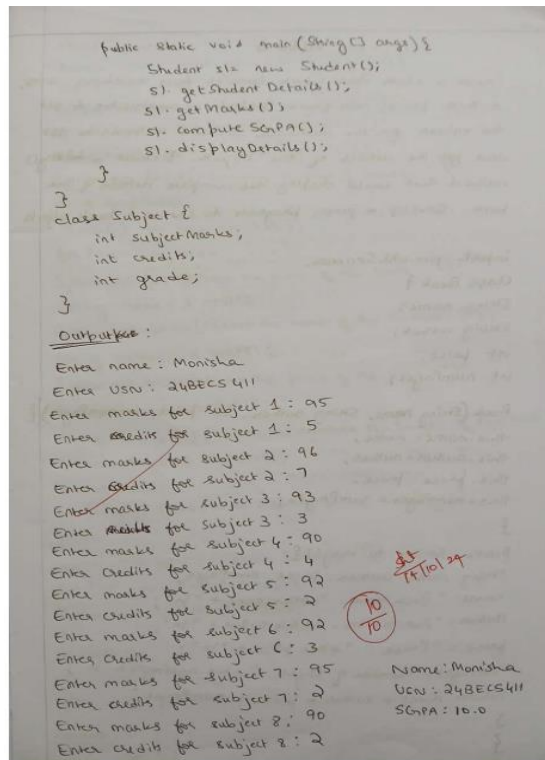 public static void main (String [] args) {
Student s1 = new Student();
s1. getStudent Details ();
s1. getMarks ();
s1. compute SGPA();
s1. displayDetails ();
}
}
class Subject {
int subjectMarks;
int credits;
int grade;
}
Output :
Enter name : Monisha
Enter USN : 24BECS411
Enter marks for subject 1 : 95
Enter credits for subject 1 : 5
Enter marks for subject 2 : 96
Enter credits for subject 2 : 7
Enter marks for subject 3 : 93
Enter for subject 3 : 3
Enter marks for subject 4 : 90
Enter Credits for subject 4 : 4
Enter marks for subject 5 : 92
Enter credits for subject 5 : 2
Enter marks for subject 6 : 92
Enter Credits for subject 6 : 3
Enter marks for subject 7 : 95
Enter credits for subject 7 : 2
Enter marks for subject 8 : 90
Enter credits for subject 8 : 2
10
10
Name : Monisha
USN : 24BECS411
SGPA : 10.0